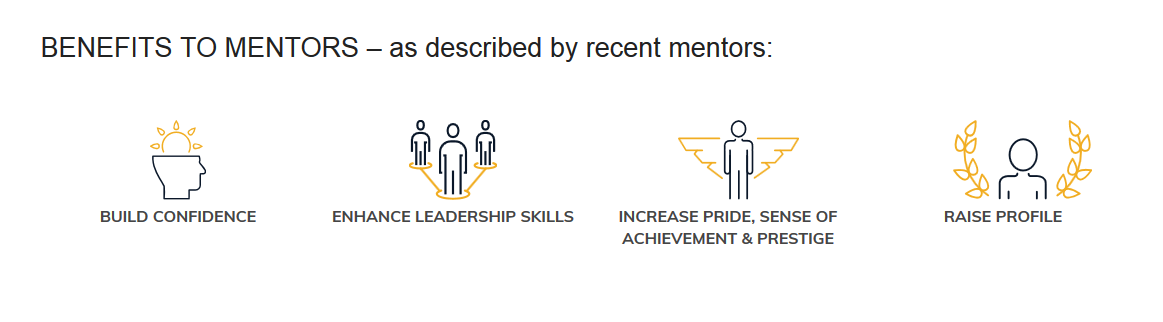 BENEFITS TO MENTORS – as described by recent mentors:
BUILD CONFIDENCE
ENHANCE LEADERSHIP SKILLS
INCREASE PRIDE, SENSE OF
ACHIEVEMENT & PRESTIGE
RAISE PROFILE